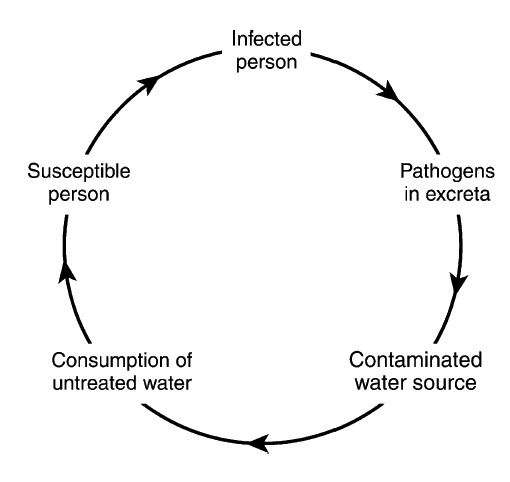 Infected
person
Pathogens
in excreta
Contaminated
water source
Consumption of
untreated water
Susceptible
person